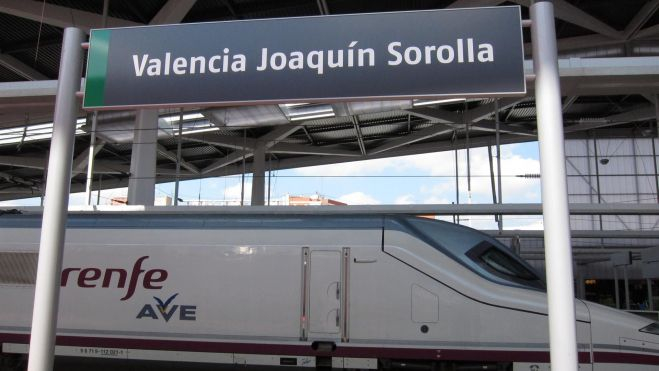 Valencia Joaquín Sorolla
renfe
AVE